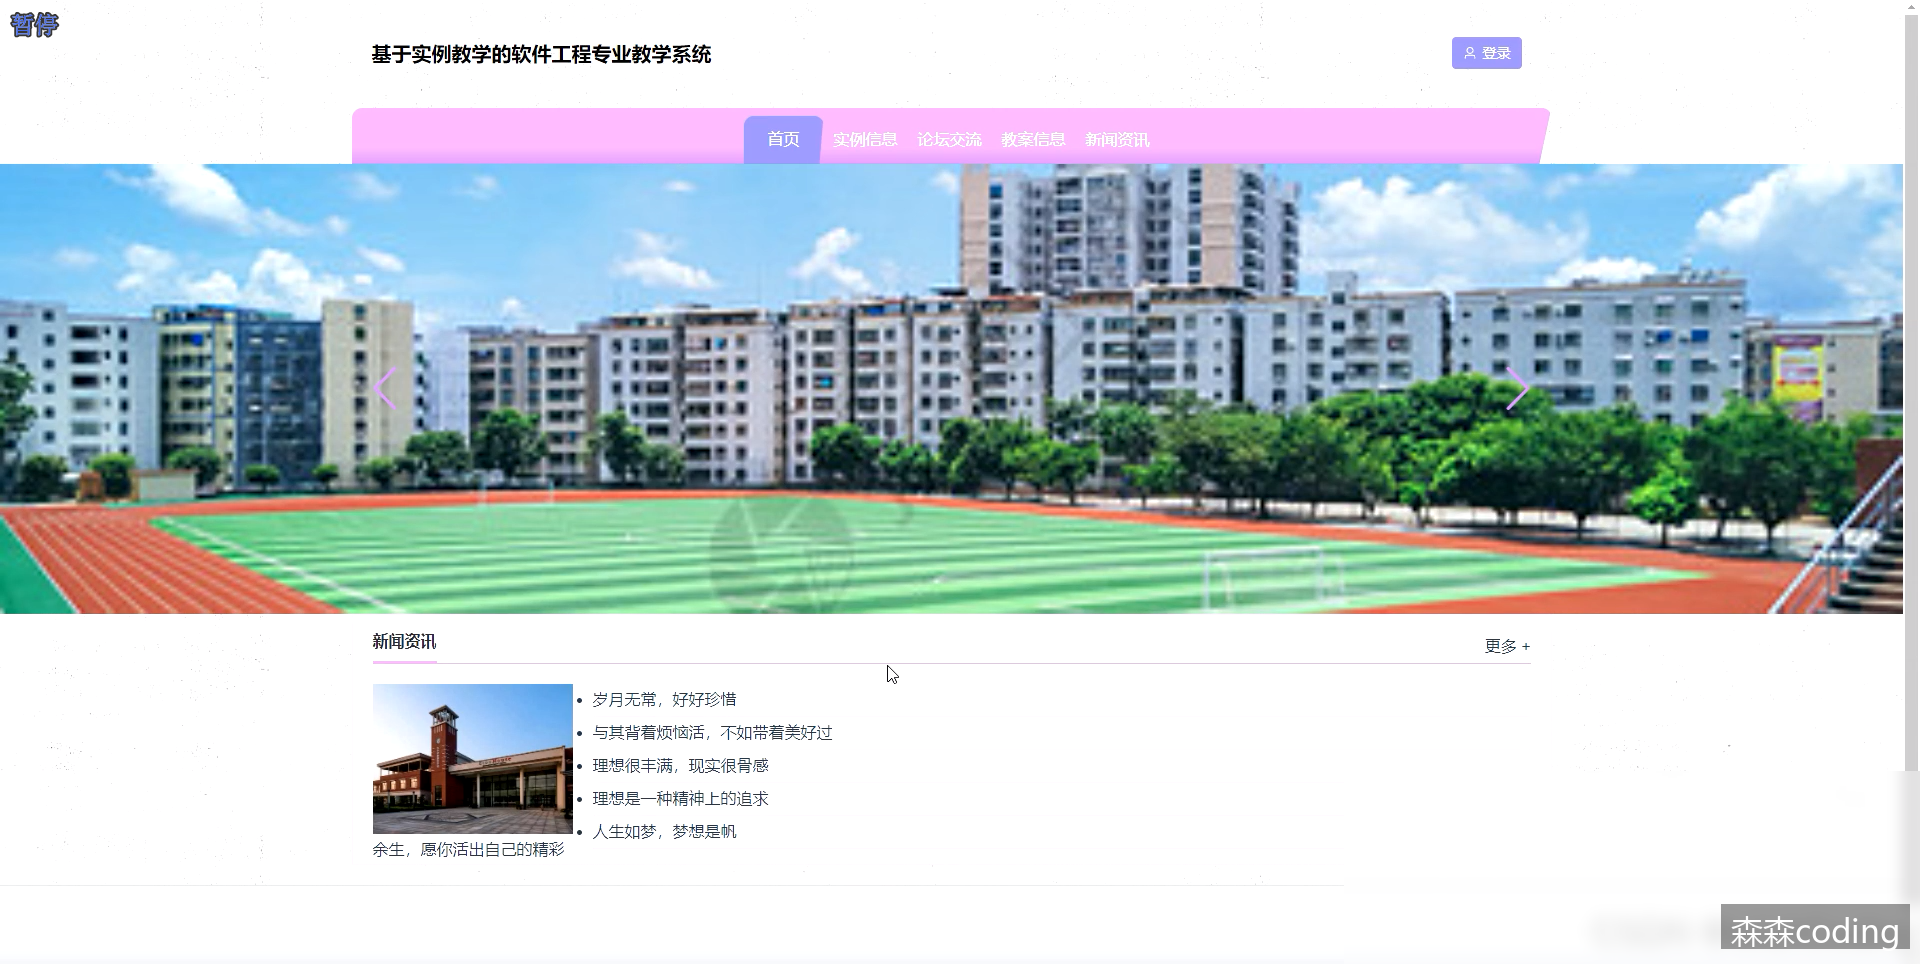 暂停
基于实例教学的软件工程专业教学系统
登录
首页 实例信息 论坛交流 教案信息 新闻资讯
新闻资讯
更多 +
岁月无常，好好珍惜
与其背着烦恼活，不如带着美好过
理想很丰满，现实很骨感
理想是一种精神上的追求
人生如梦，梦想是帆
余生，愿你活出自己的精彩
森森coding